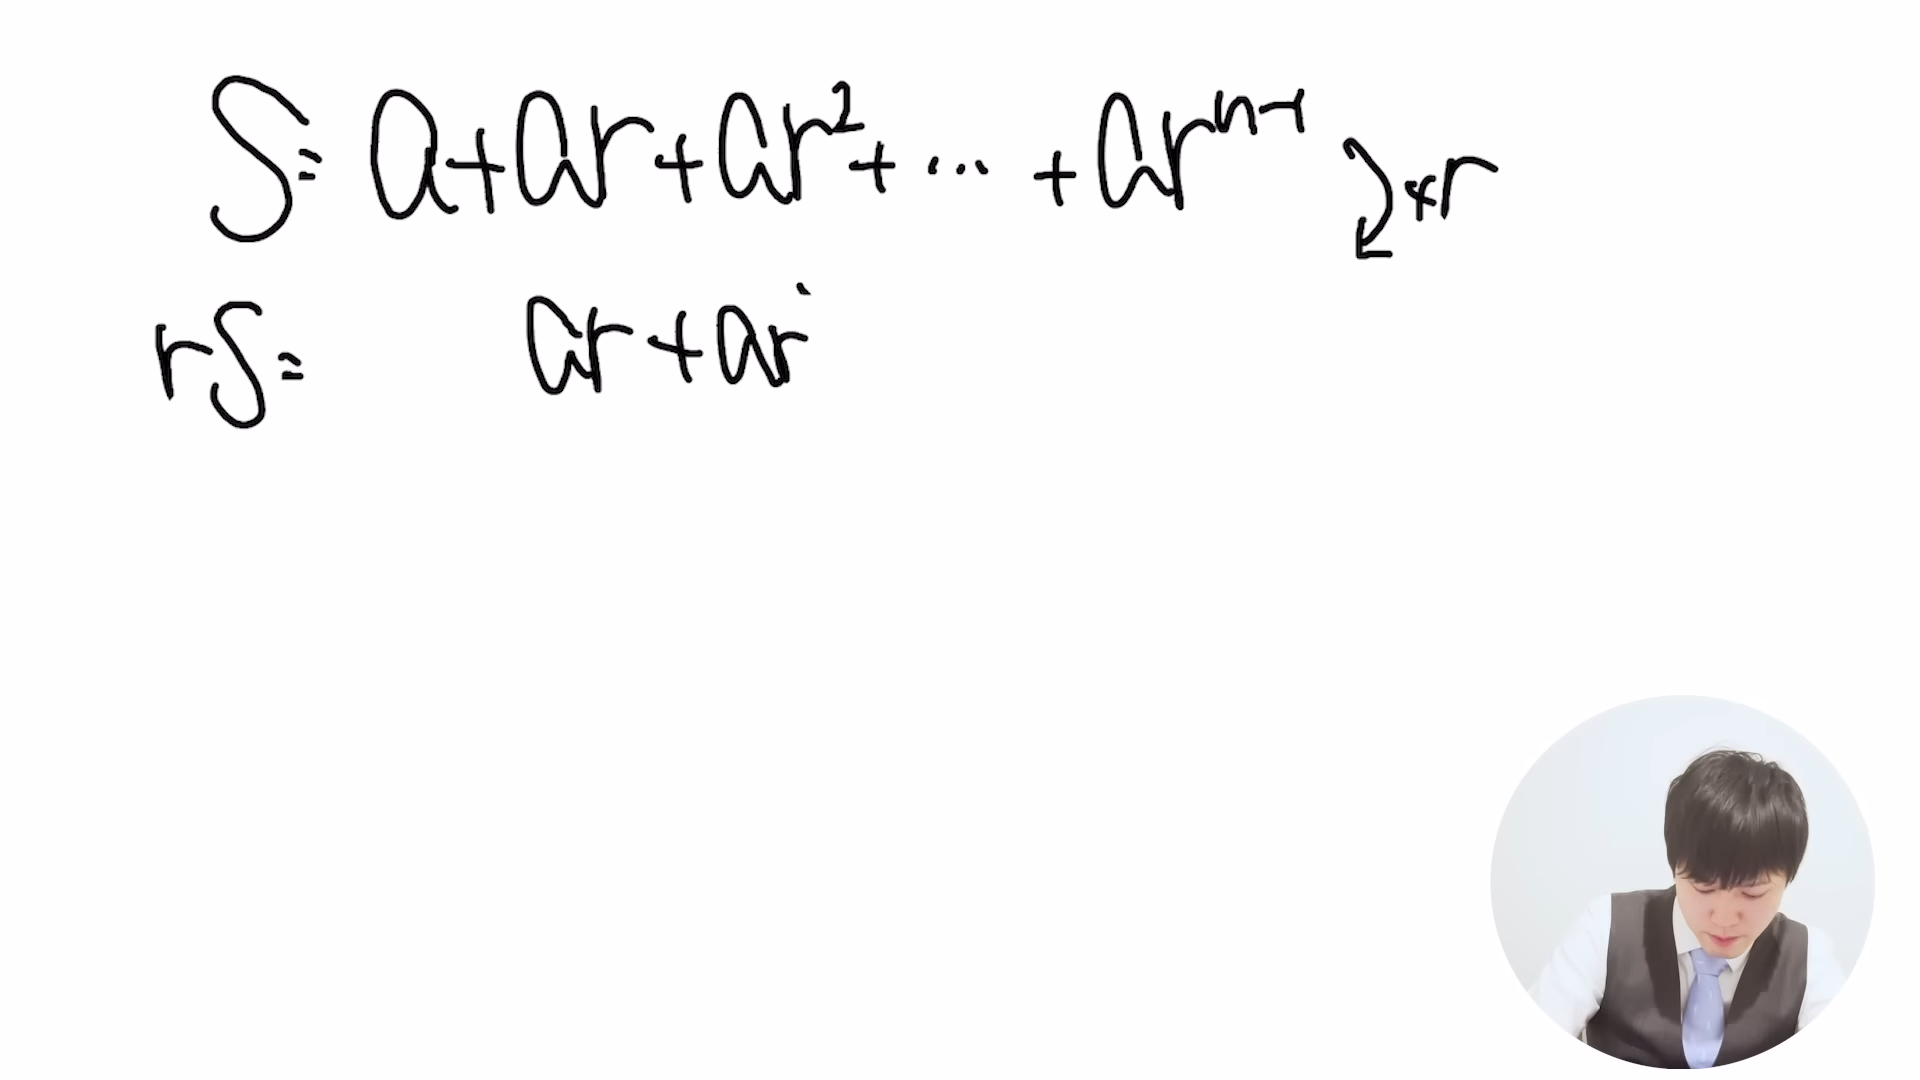 S= a+ar+ar²+ ... +arⁿ⁻¹ ×r
rS= ar+ar